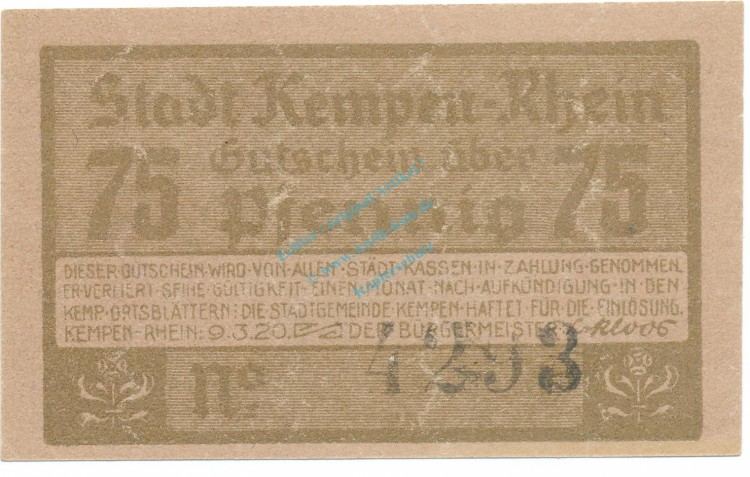 Stadt Kempen-Rhein
75 Gutschein über 75
Pfennig
DIESER GUTSCHEIN WIRD VON ALLEN STADT KASSEN IN ZAHLUNG GENOMMEN.
ER VERLIERT SEINE GÜLTIGKEIT EINEN MONAT NACH AUFKÜNDIGUNG IN DEN
KEMP. ORTSBLÄTTERN: DIE STADTGEMEINDE KEMPEN HAFTET FÜR DIE EINLÖSUNG.
KEMPEN-RHEIN: 9.3.20. DER BÜRGERMEISTER:
No 4293